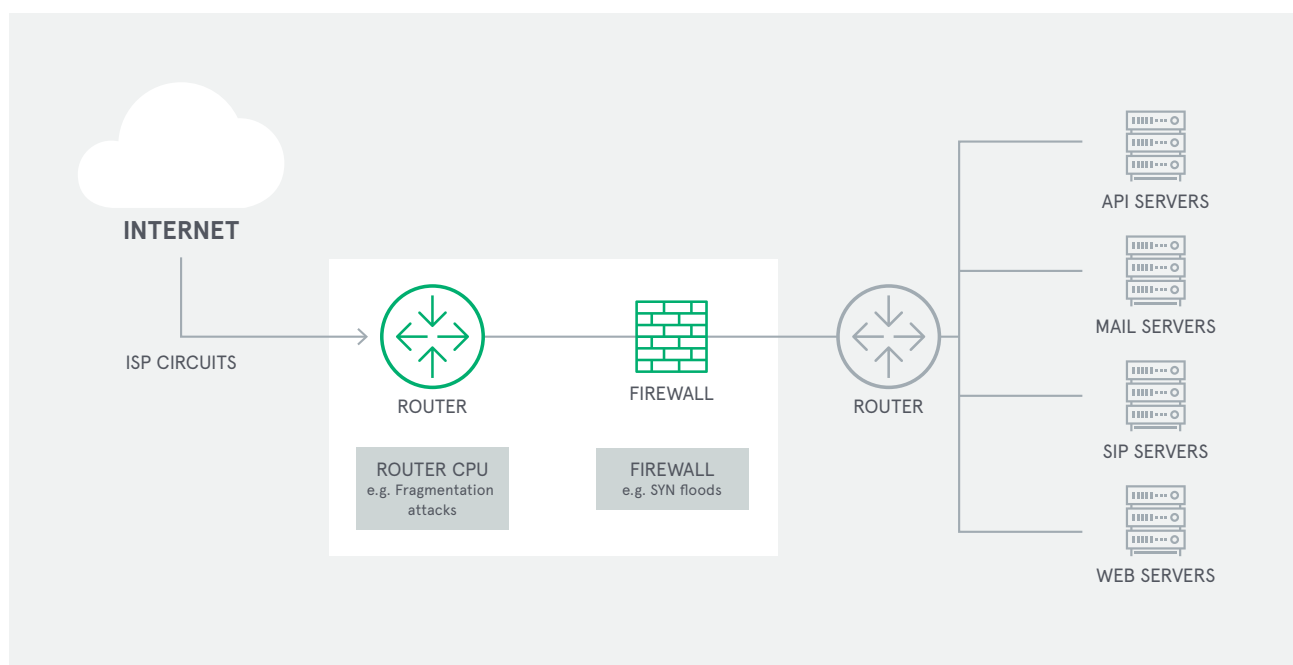 INTERNET
ISP CIRCUITS
ROUTER
FIREWALL
ROUTER
ROUTER CPU
e.g. Fragmentation
attacks
FIREWALL
e.g. SYN floods
API SERVERS
MAIL SERVERS
SIP SERVERS
WEB SERVERS